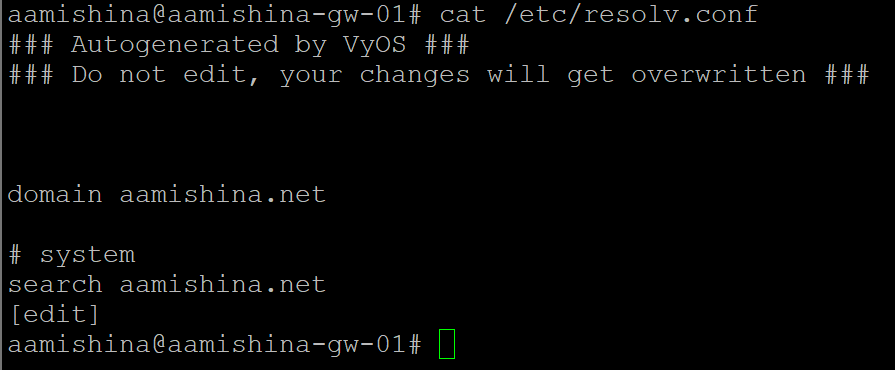 aamishina@aamishina-gw-01# cat /etc/resolv.conf
### Autogenerated by VyOS ###
### Do not edit, your changes will get overwritten ###
domain aamishina.net
# system
search aamishina.net
[edit]
aamishina@aamishina-gw-01#